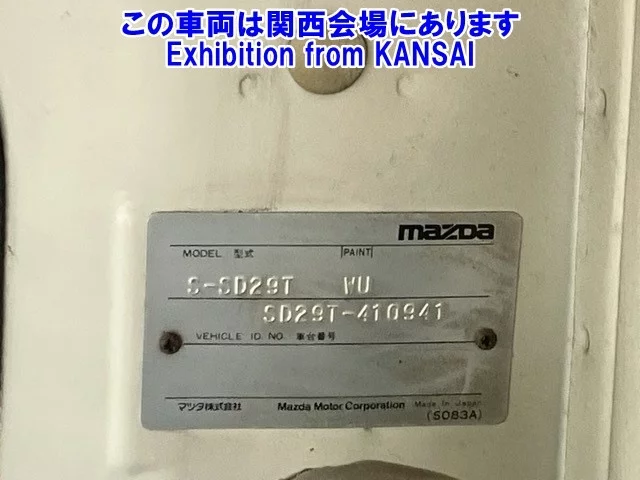 この車両は関西会場にあります
Exhibition from KANSAI
mazda
MODEL 型式 PAINT
S-SD29T WU
SD29T-410941
VEHICLE ID NO. 車台番号
マツダ株式会社 Mazda Motor Corporation Made in Japan
(5083A)